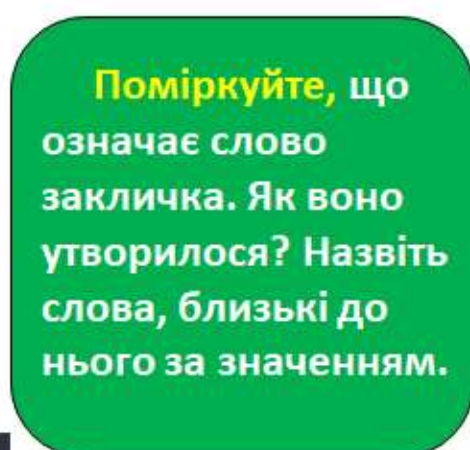 Поміркуйте, що
означає слово
закличка. Як воно
утворилося? Назвіть
слова, близькі до
нього за значенням.